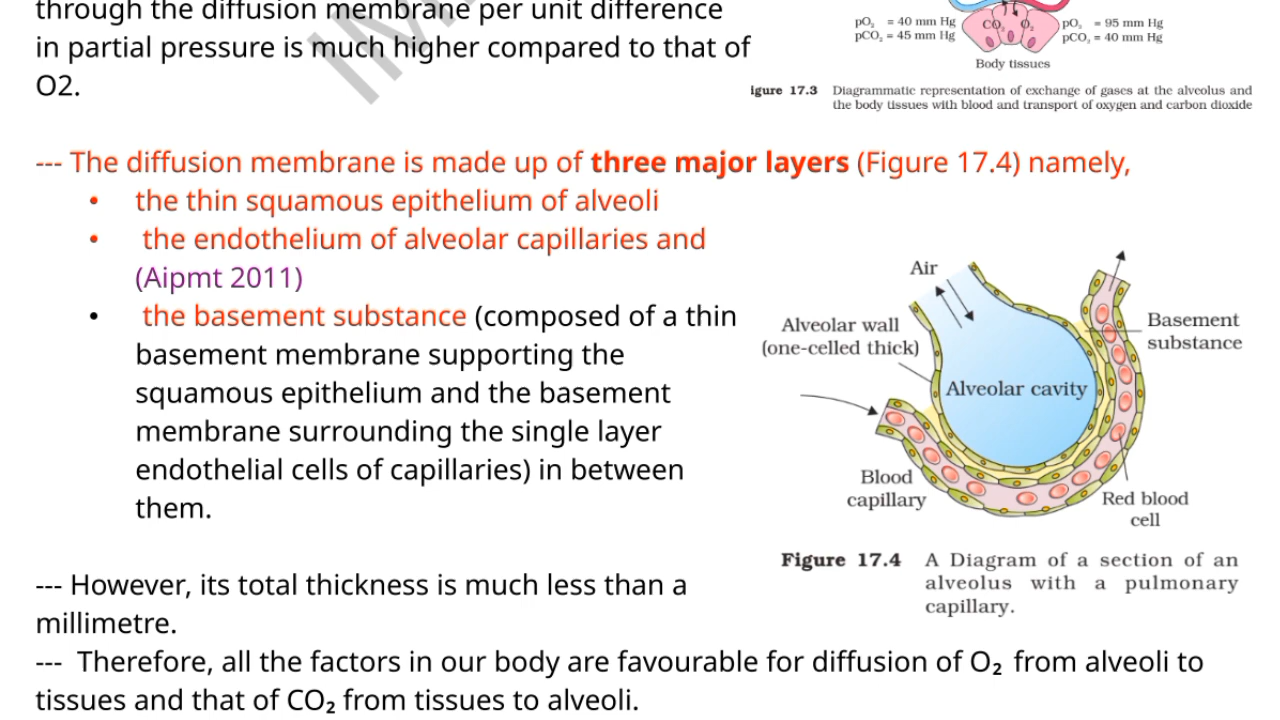 through the diffusion membrane per unit difference
in partial pressure is much higher compared to that of
O2.
pO₂ = 40 mm Hg
pCO₂ = 45 mm Hg
CO₂ O₂
pO₂ = 95 mm Hg
pCO₂ = 40 mm Hg
Body tissues
igure 17.3 Diagrammatic representation of exchange of gases at the alveolus and
the body tissues with blood and transport of oxygen and carbon dioxide
--- The diffusion membrane is made up of three major layers (Figure 17.4) namely,
• the thin squamous epithelium of alveoli
• the endothelium of alveolar capillaries and
(Aipmt 2011)
• the basement substance (composed of a thin
basement membrane supporting the
squamous epithelium and the basement
membrane surrounding the single layer
endothelial cells of capillaries) in between
them.
Air
Alveolar wall
(one-celled thick)
Basement
substance
Alveolar cavity
Blood
capillary
Red blood
cell
Figure 17.4 A Diagram of a section of an
alveolus with a pulmonary
capillary.
--- However, its total thickness is much less than a
millimetre.
--- Therefore, all the factors in our body are favourable for diffusion of O₂ from alveoli to
tissues and that of CO₂ from tissues to alveoli.